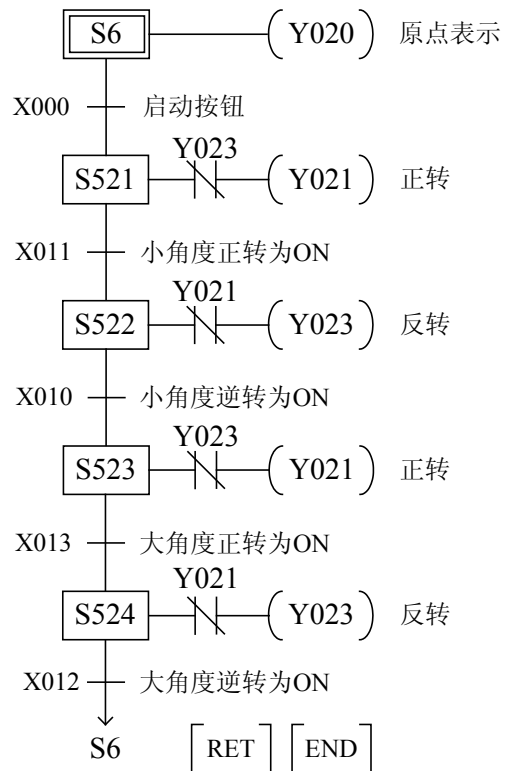 S6 Y020 原点表示
X000 启动按钮
Y023
S521 Y021 正转
X011 小角度正转为ON
Y021
S522 Y023 反转
X010 小角度逆转为ON
Y023
S523 Y021 正转
X013 大角度正转为ON
Y021
S524 Y023 反转
X012 大角度逆转为ON
S6 RET END